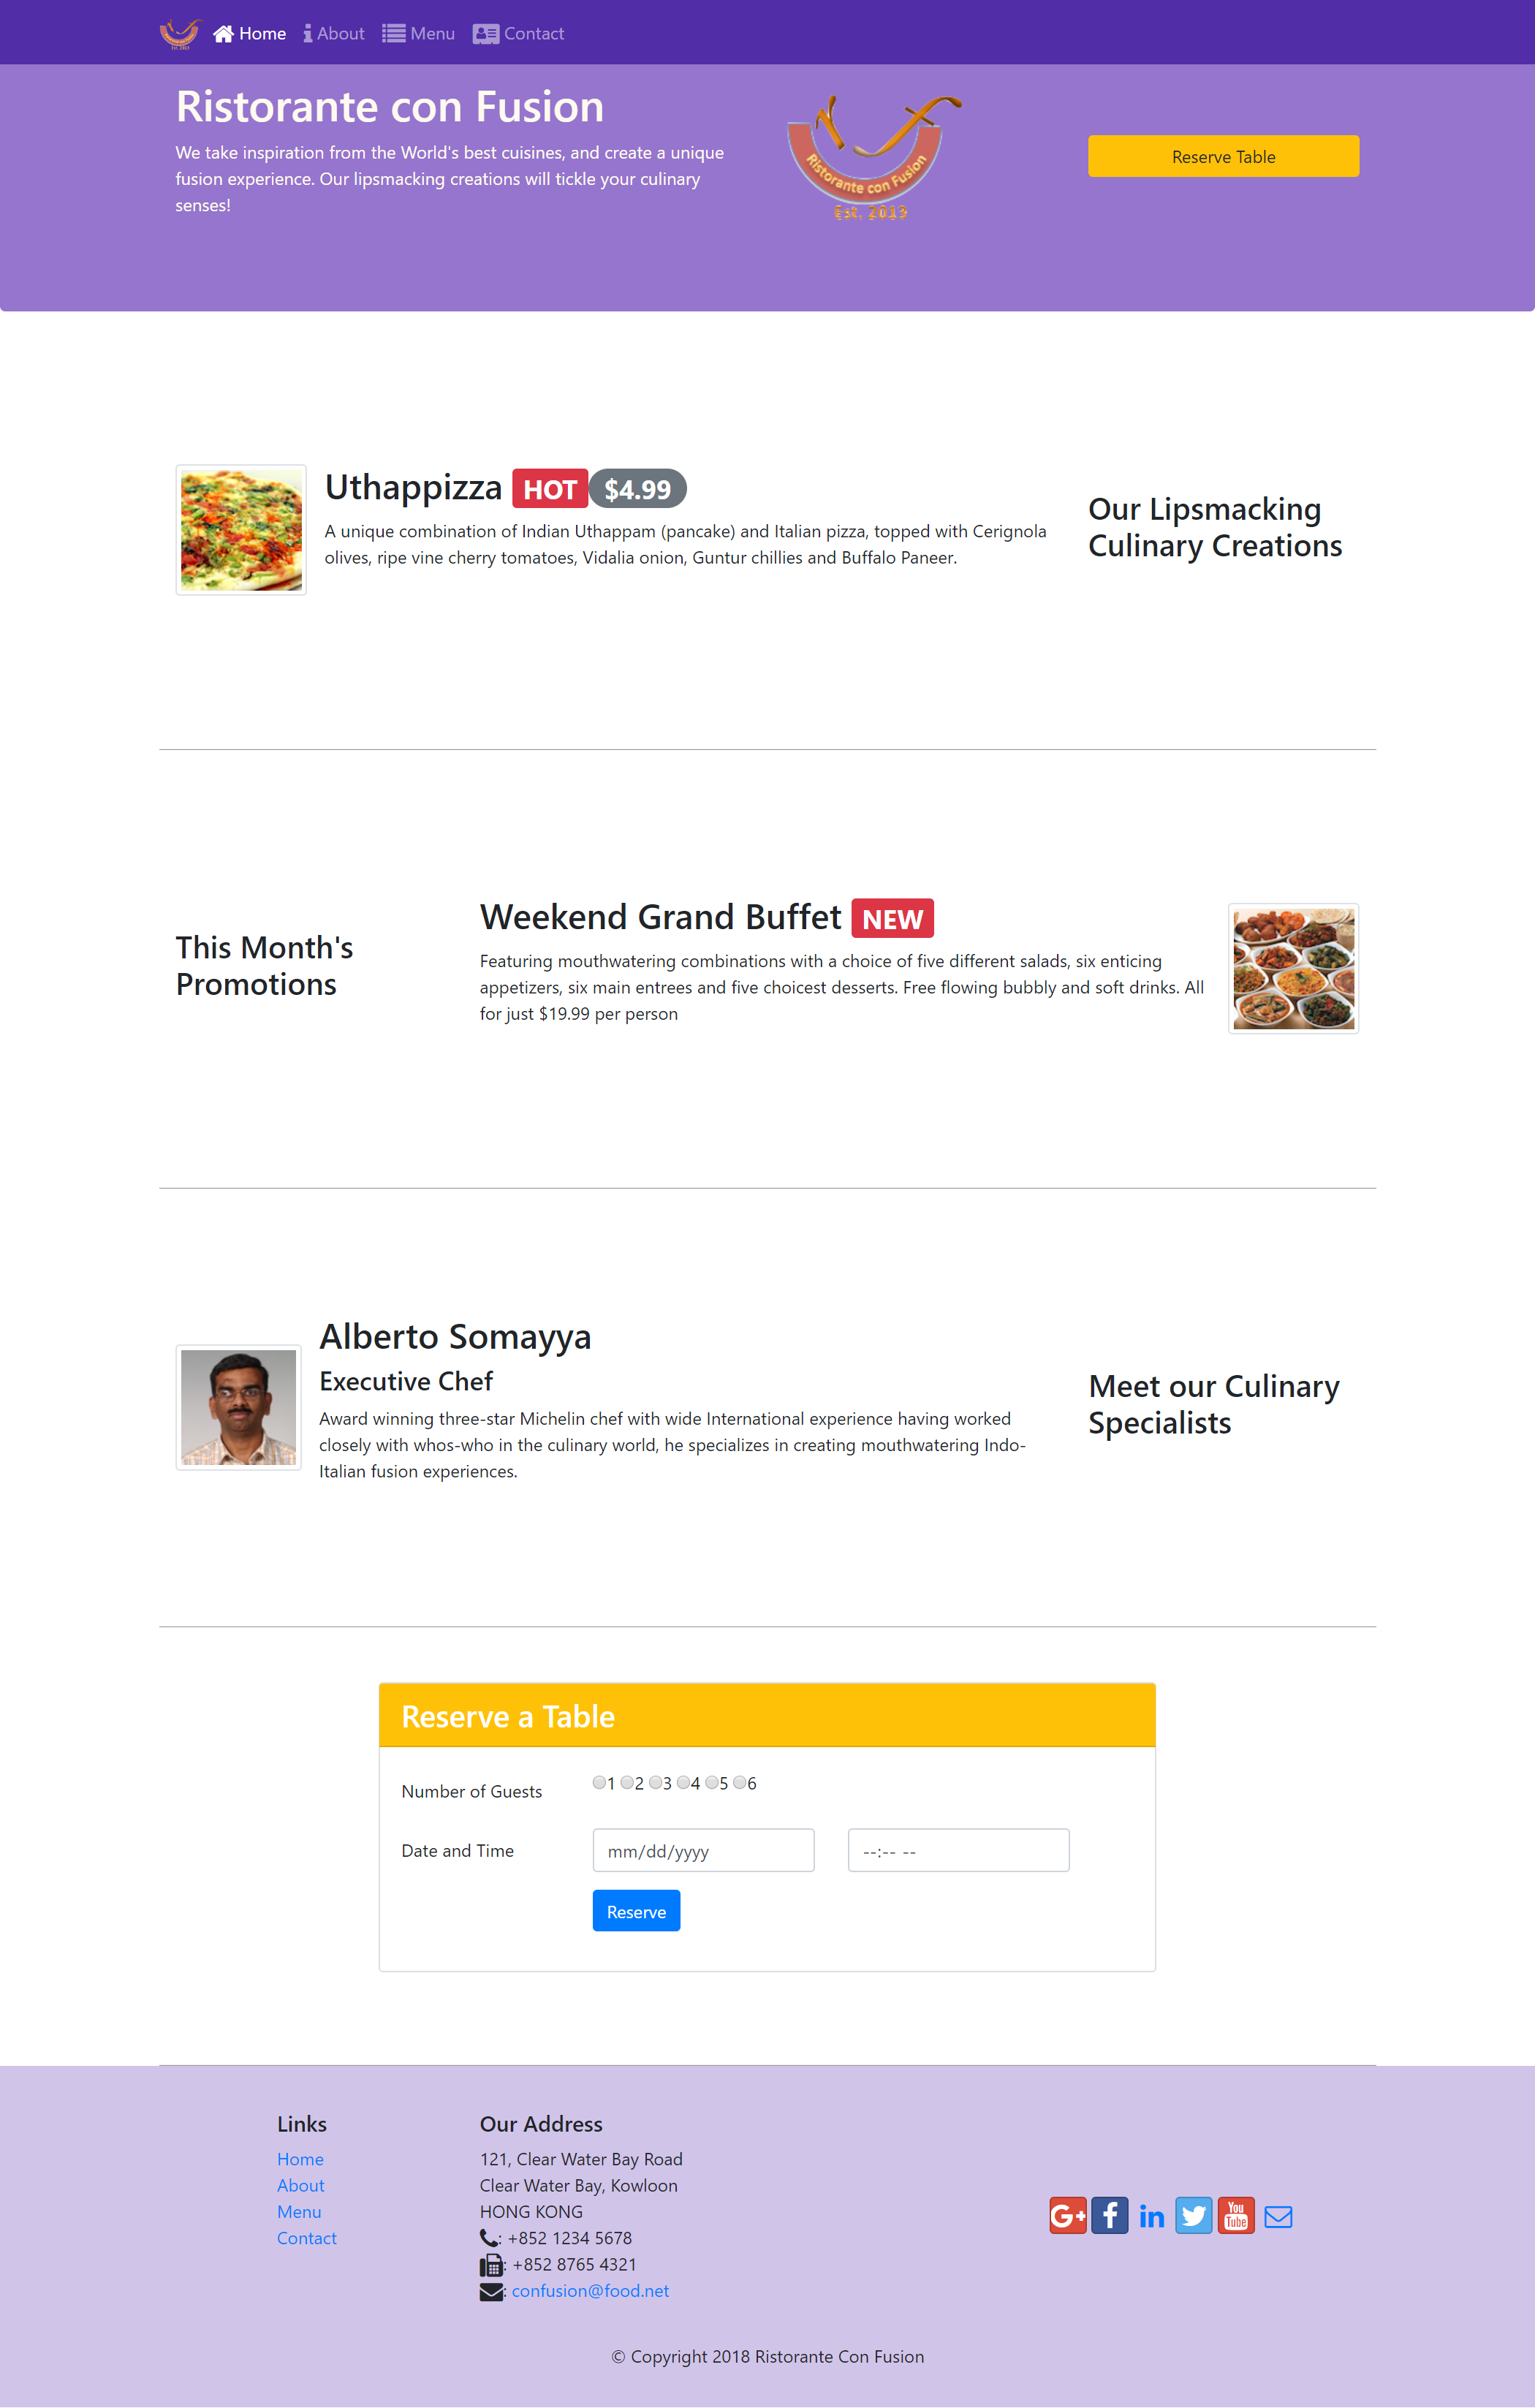 Home About Menu Contact
Ristorante con Fusion
We take inspiration from the World's best cuisines, and create a unique
fusion experience. Our lipsmacking creations will tickle your culinary
senses!
Ristorante con Fusion
Est. 2013
Reserve Table
Uthappizza HOT $4.99
A unique combination of Indian Uthappam (pancake) and Italian pizza, topped with Cerignola
olives, ripe vine cherry tomatoes, Vidalia onion, Guntur chillies and Buffalo Paneer.
Our Lipsmacking
Culinary Creations
This Month's
Promotions
Weekend Grand Buffet NEW
Featuring mouthwatering combinations with a choice of five different salads, six enticing
appetizers, six main entrees and five choicest desserts. Free flowing bubbly and soft drinks. All
for just $19.99 per person
Alberto Somayya
Executive Chef
Award winning three-star Michelin chef with wide International experience having worked
closely with whos-who in the culinary world, he specializes in creating mouthwatering Indo-
Italian fusion experiences.
Meet our Culinary
Specialists
Reserve a Table
Number of Guests 1 2 3 4 5 6
Date and Time mm/dd/yyyy --:-- --
Reserve
Links
Home
About
Menu
Contact
Our Address
121, Clear Water Bay Road
Clear Water Bay, Kowloon
HONG KONG
: +852 1234 5678
: +852 8765 4321
: confusion@food.net
G+ f in You
Tube
© Copyright 2018 Ristorante Con Fusion